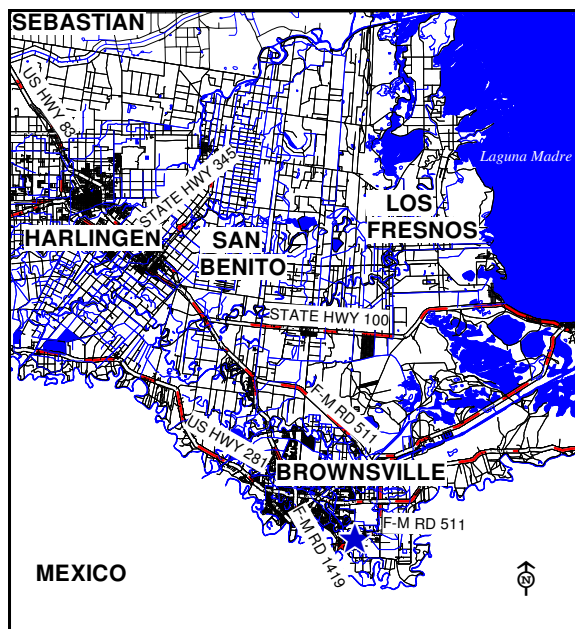 SEBASTIAN
US HWY 83
Laguna Madre
STATE HWY 345
LOS
FRESNOS
HARLINGEN
SAN
BENITO
STATE HWY 100
F-M RD 511
US HWY 281
BROWNSVILLE
F-M RD 511
F-M RD 1419
MEXICO
N